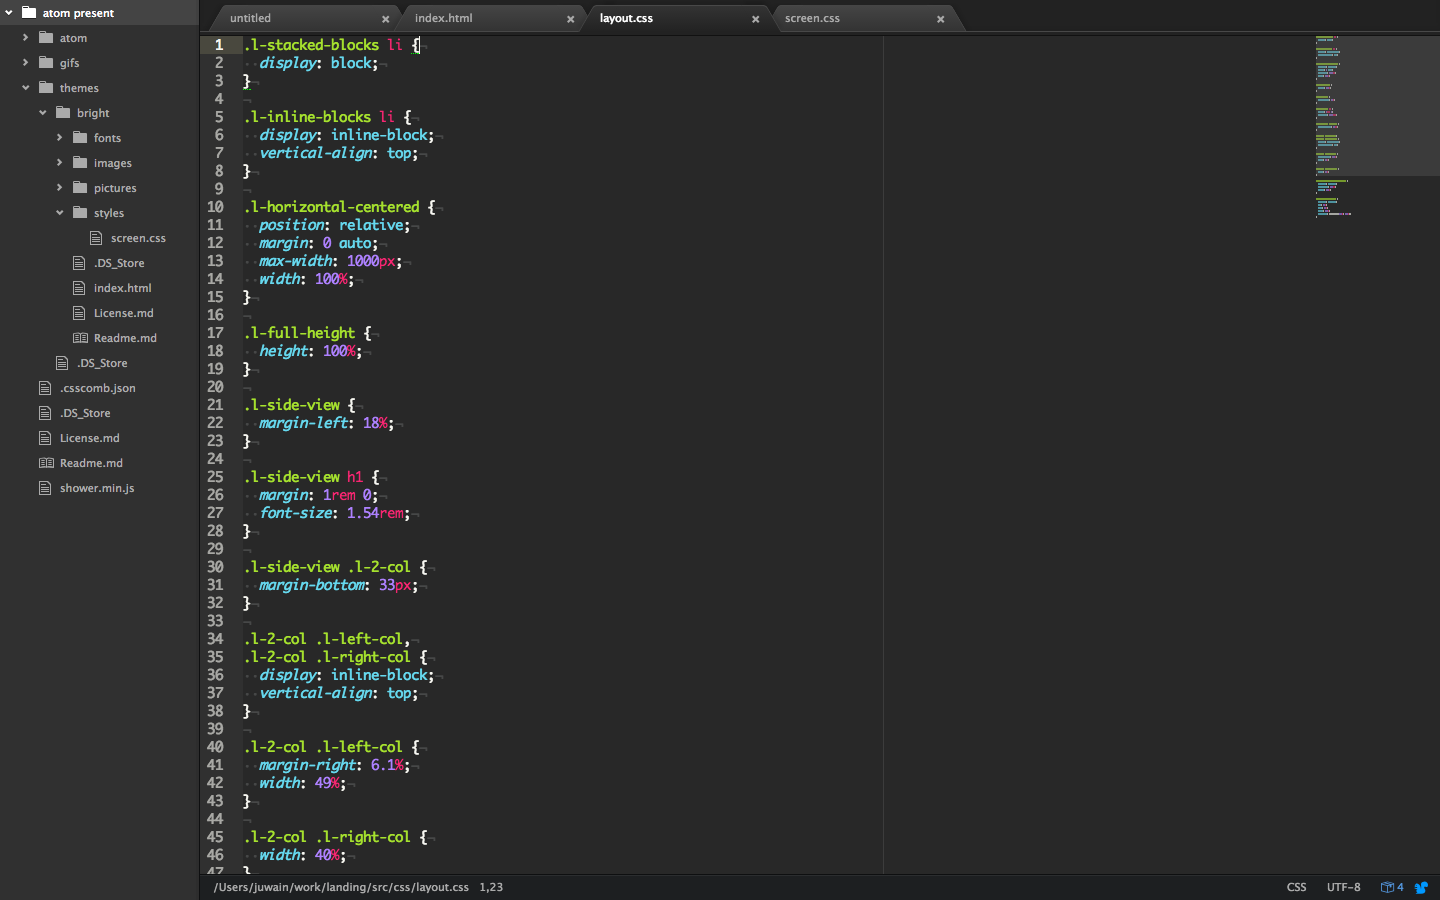 atom present
atom
gifs
themes
bright
fonts
images
pictures
styles
screen.css
.DS_Store
index.html
License.md
Readme.md
.DS_Store
.csscomb.json
.DS_Store
License.md
Readme.md
shower.min.js
untitled
index.html
layout.css
screen.css
1 .l-stacked-blocks li {
2 display: block;
3 }
4
5 .l-inline-blocks li {
6 display: inline-block;
7 vertical-align: top;
8 }
9
10 .l-horizontal-centered {
11 position: relative;
12 margin: 0 auto;
13 max-width: 1000px;
14 width: 100%;
15 }
16
17 .l-full-height {
18 height: 100%;
19 }
20
21 .l-side-view {
22 margin-left: 18%;
23 }
24
25 .l-side-view h1 {
26 margin: 1rem 0;
27 font-size: 1.54rem;
28 }
29
30 .l-side-view .l-2-col {
31 margin-bottom: 33px;
32 }
33
34 .l-2-col .l-left-col,
35 .l-2-col .l-right-col {
36 display: inline-block;
37 vertical-align: top;
38 }
39
40 .l-2-col .l-left-col {
41 margin-right: 6.1%;
42 width: 49%;
43 }
44
45 .l-2-col .l-right-col {
46 width: 40%;
47 }
/Users/juwain/work/landing/src/css/layout.css 1,23
CSS UTF-8 4